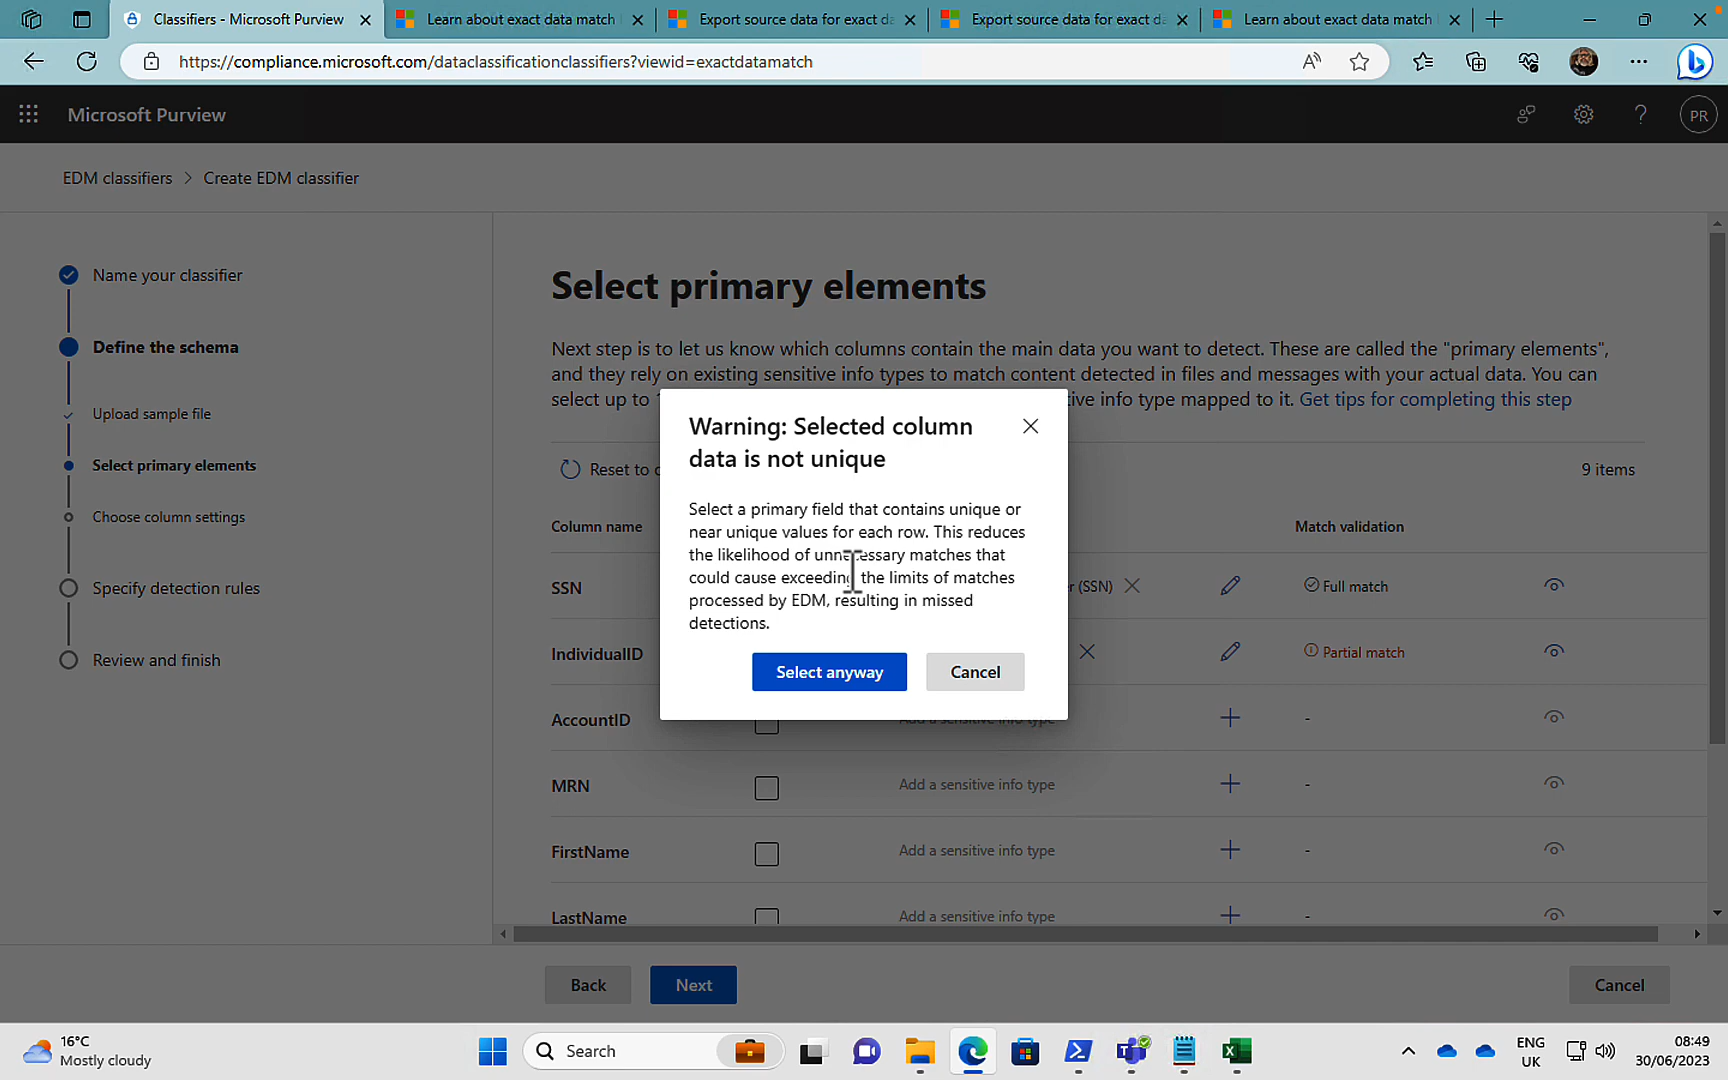 Classifiers - Microsoft Purview
Learn about exact data match
Export source data for exact da
Export source data for exact da
Learn about exact data match
https://compliance.microsoft.com/dataclassificationclassifiers?viewid=exactdatamatch
Microsoft Purview
PR
EDM classifiers > Create EDM classifier
Name your classifier
Define the schema
Upload sample file
Select primary elements
Choose column settings
Specify detection rules
Review and finish
Select primary elements
Next step is to let us know which columns contain the main data you want to detect. These are called the "primary elements",
and they rely on existing sensitive info types to match content detected in files and messages with your actual data. You can
select up to
info type mapped to it. Get tips for completing this step
Reset to
9 items
Column name
Match validation
SSN
(SSN)
Full match
IndividualID
Partial match
AccountID
Add a sensitive info type
-
MRN
Add a sensitive info type
-
FirstName
Add a sensitive info type
-
LastName
Add a sensitive info type
-
Warning: Selected column
data is not unique
Select a primary field that contains unique or
near unique values for each row. This reduces
the likelihood of unnecessary matches that
could cause exceeding the limits of matches
processed by EDM, resulting in missed
detections.
Select anyway
Cancel
Back
Next
Cancel
16°C
Mostly cloudy
Search
ENG
UK
08:49
30/06/2023